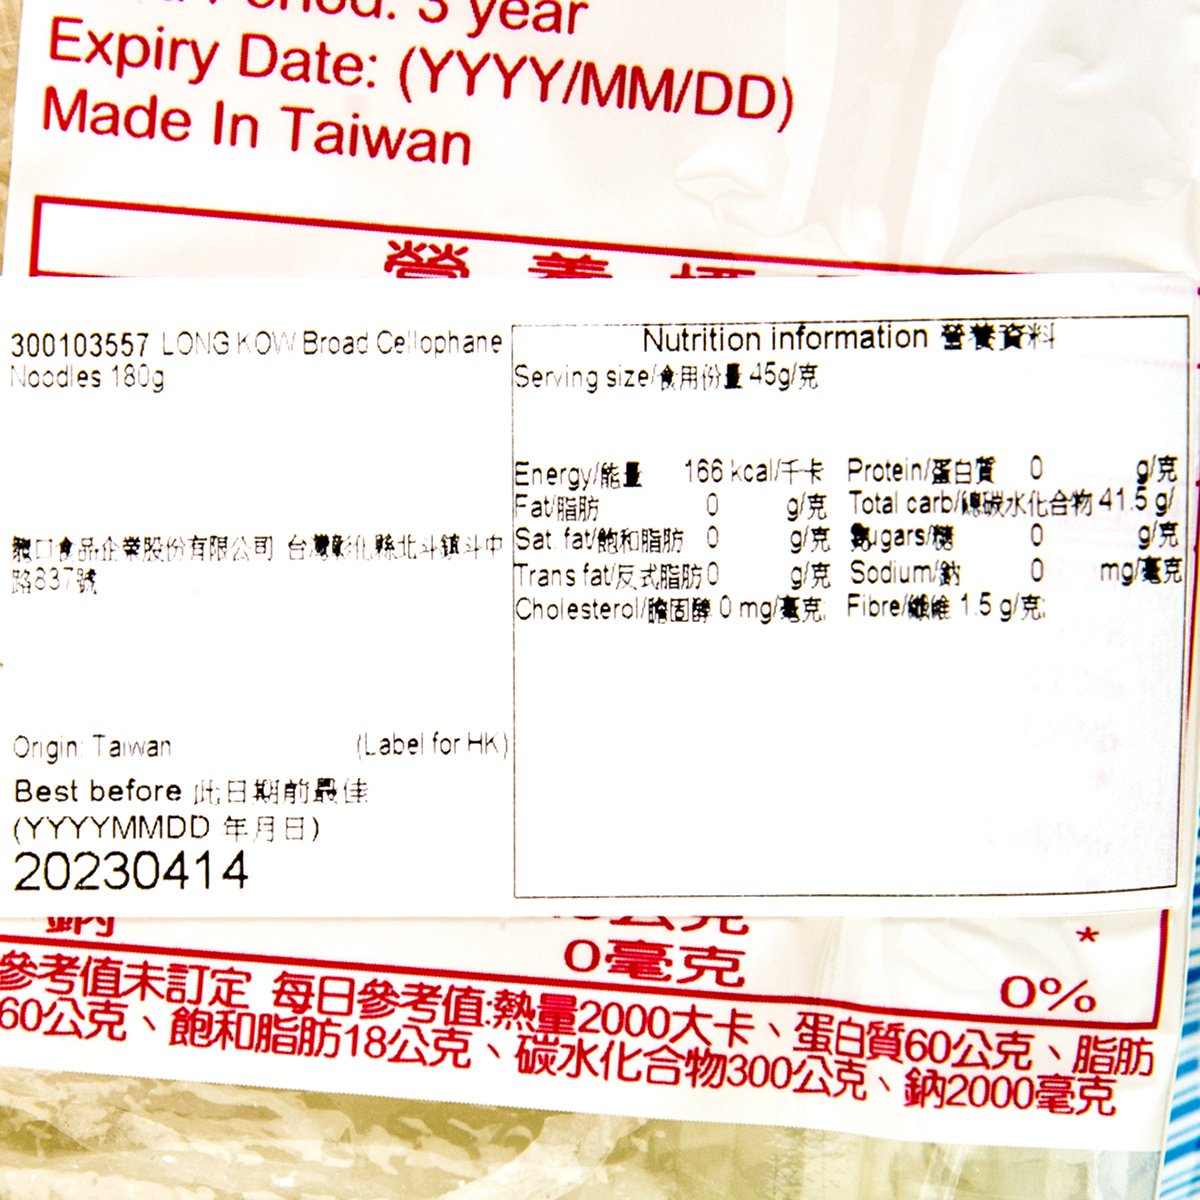 Period: 3 year
Expiry Date: (YYYY/MM/DD)
Made In Taiwan
營 養 標
300103557 LONG KOW Broad Cellophane
Noodles 180g
龍口食品企業股份有限公司 台灣彰化縣北斗鎮斗中
路837號
Origin: Taiwan (Label for HK)
Best before 此日期前最佳
(YYYYMMDD 年月日)
20230414
Nutrition information 營養資料
Serving size/食用份量 45g/克
Energy/能量 166 kcal/千卡 Protein/蛋白質 0 g/克
Fat/脂肪 0 g/克 Total carb/總碳水化合物 41.5 g/
Sat. fat/飽和脂肪 0 g/克 Sugars/糖 0 g/克
Trans fat/反式脂肪0 g/克 Sodium/鈉 0 mg/毫克
Cholesterol/膽固醇 0 mg/毫克; Fibre/纖維 1.5 g/克;
公克 *
鈉 0毫克 0%
參考值未訂定 每日參考值:熱量2000大卡、蛋白質60公克、脂肪
60公克、飽和脂肪18公克、碳水化合物300公克、鈉2000毫克